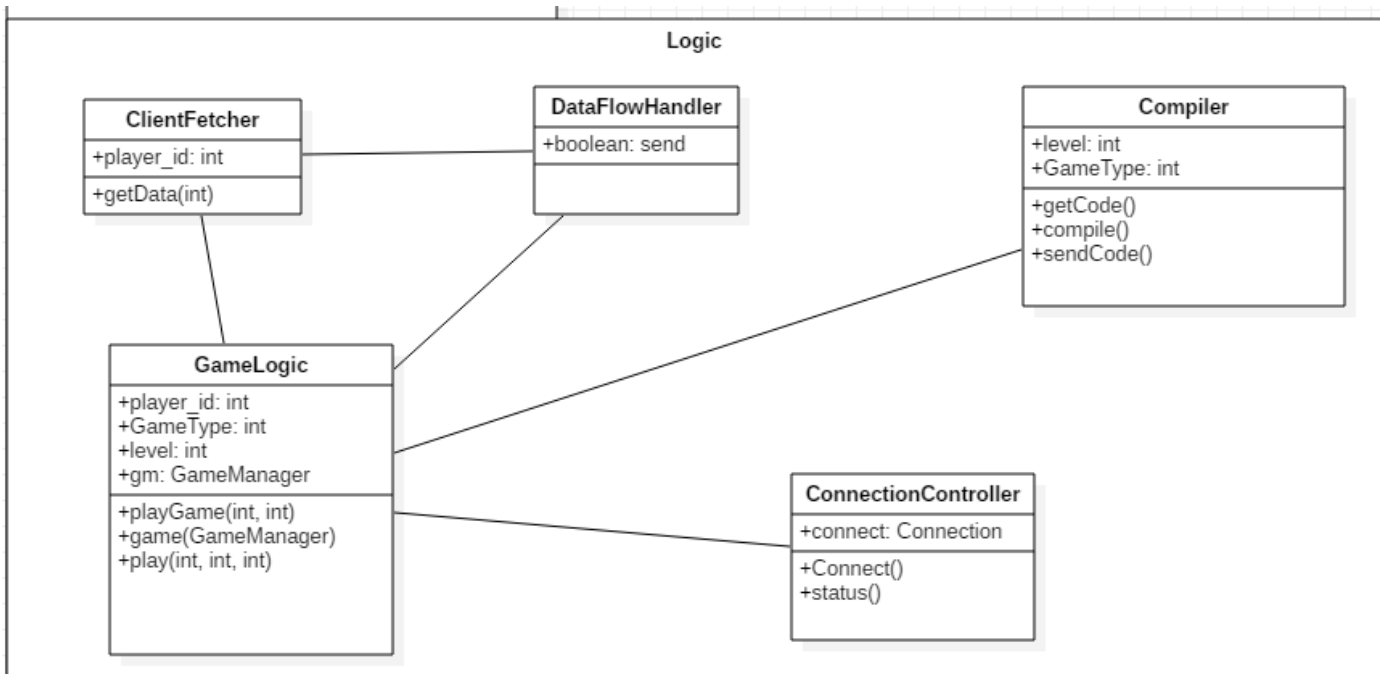 Logic
ClientFetcher
+player_id: int
+getData(int)
DataFlowHandler
+boolean: send
Compiler
+level: int
+GameType: int
+getCode()
+compile()
+sendCode()
GameLogic
+player_id: int
+GameType: int
+level: int
+gm: GameManager
+playGame(int, int)
+game(GameManager)
+play(int, int, int)
ConnectionController
+connect: Connection
+Connect()
+status()